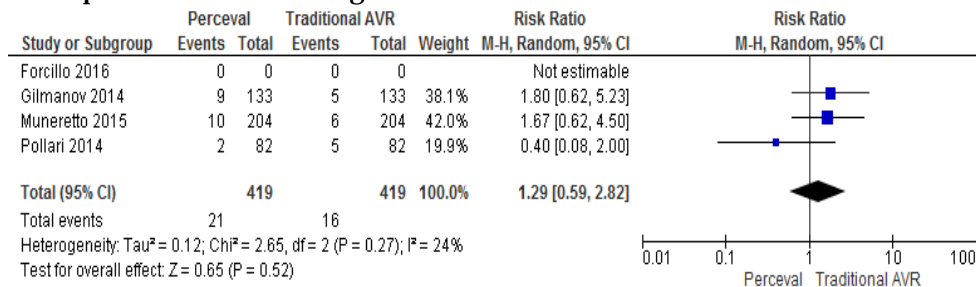 Perceval Traditional AVR Risk Ratio Risk Ratio
Study or Subgroup Events Total Events Total Weight M-H, Random, 95% CI M-H, Random, 95% CI
Forcillo 2016 0 0 0 0 Not estimable
Gilmanov 2014 9 133 5 133 38.1% 1.80 [0.62, 5.23]
Muneretto 2015 10 204 6 204 42.0% 1.67 [0.62, 4.50]
Pollari 2014 2 82 5 82 19.9% 0.40 [0.08, 2.00]
Total (95% CI) 419 419 100.0% 1.29 [0.59, 2.82]
Total events 21 16
Heterogeneity: Tau² = 0.12; Chi² = 2.65, df = 2 (P = 0.27); I² = 24%
Test for overall effect: Z = 0.65 (P = 0.52)
0.01 0.1 1 10 100
Perceval Traditional AVR